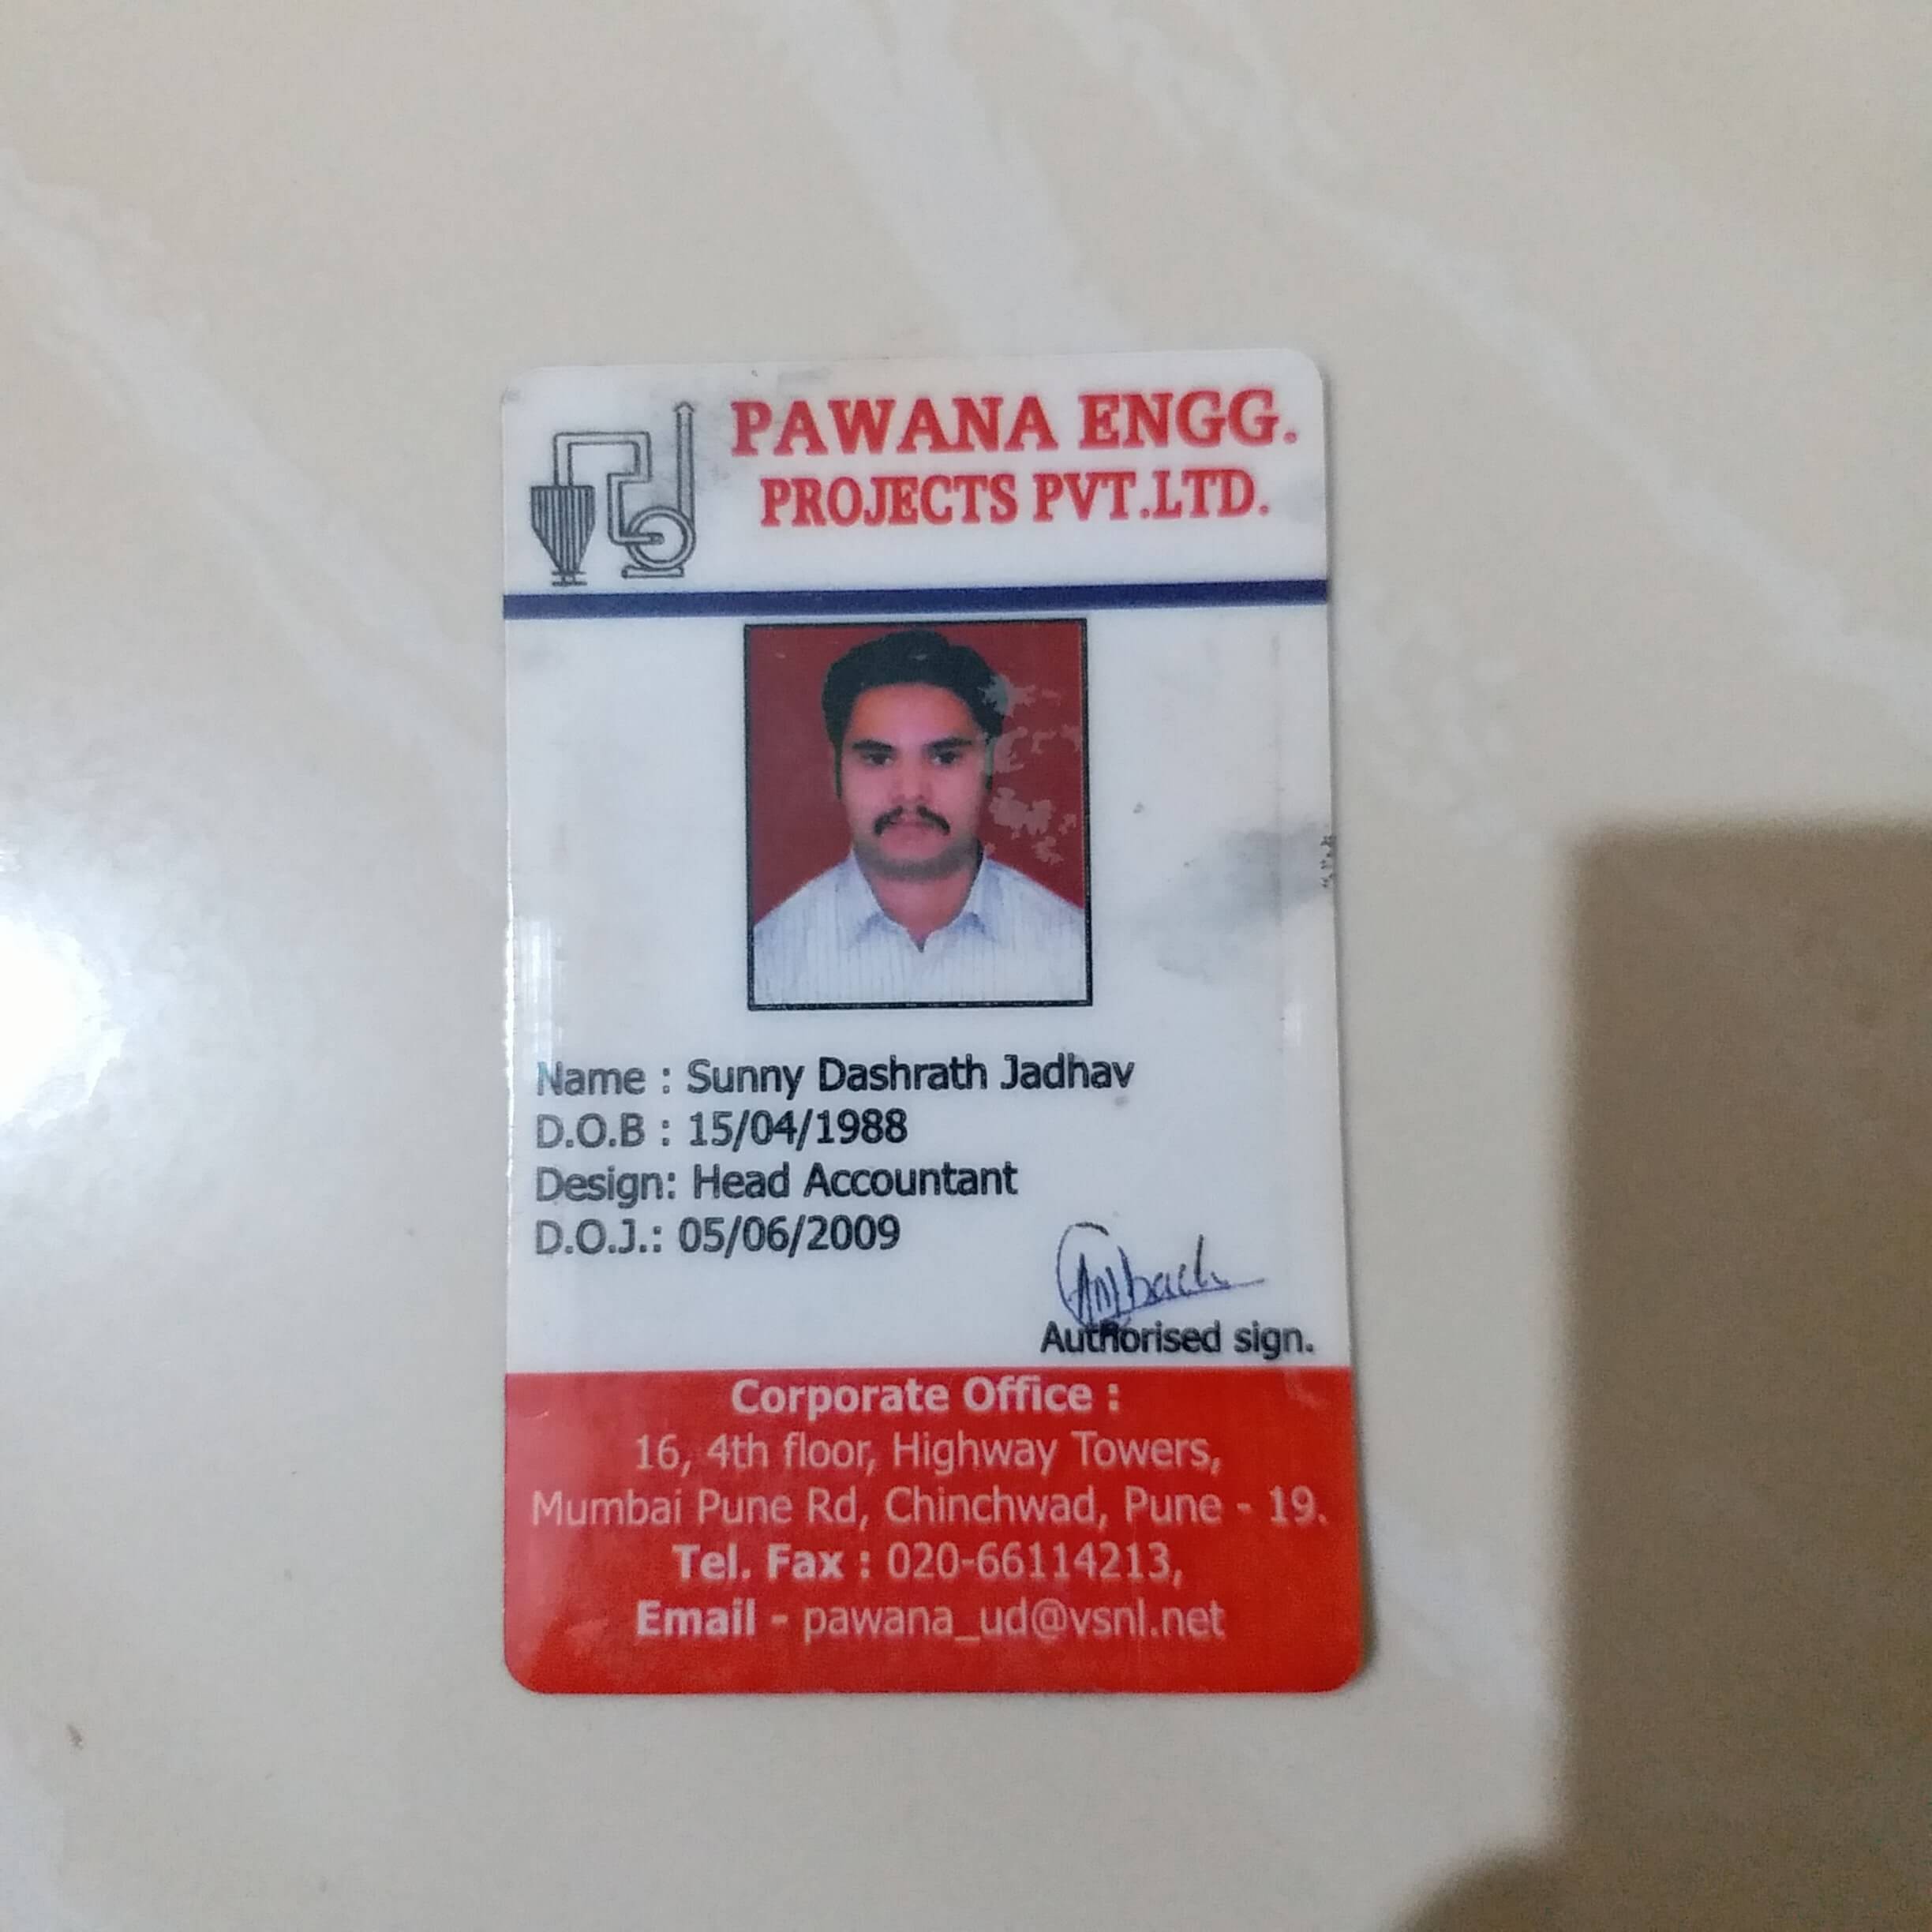 PAWANA ENGG.
PROJECTS PVT.LTD.
Name : Sunny Dashrath Jadhav
D.O.B : 15/04/1988
Design: Head Accountant
D.O.J.: 05/06/2009
Authorised sign.
Corporate Office :
16, 4th floor, Highway Towers,
Mumbai Pune Rd, Chinchwad, Pune - 19.
Tel. Fax : 020-66114213,
Email - pawana_ud@vsnl.net